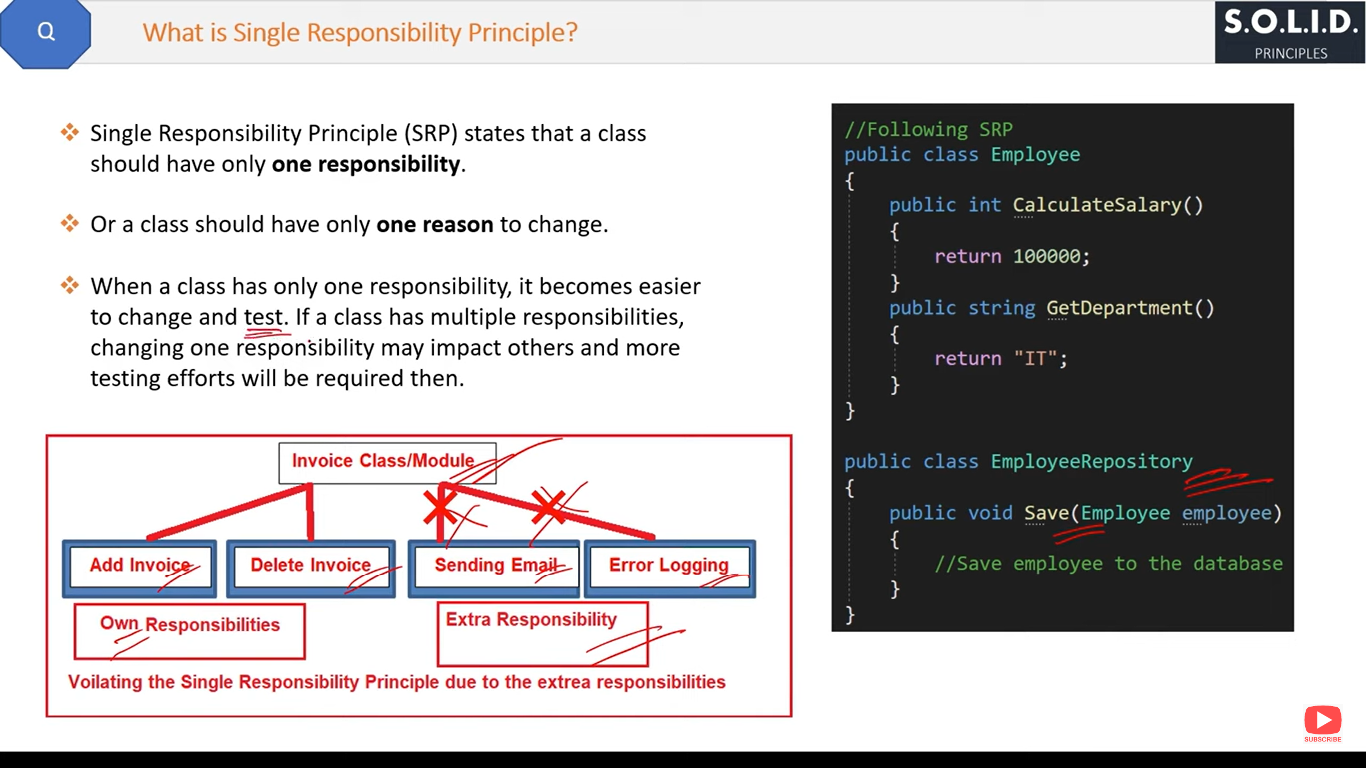 Q
What is Single Responsibility Principle?
S.O.L.I.D.
PRINCIPLES
Single Responsibility Principle (SRP) states that a class
should have only one responsibility.
Or a class should have only one reason to change.
When a class has only one responsibility, it becomes easier
to change and test. If a class has multiple responsibilities,
changing one responsibility may impact others and more
testing efforts will be required then.
Invoice Class/Module
Add Invoice
Delete Invoice
Sending Email
Error Logging
Own Responsibilities
Extra Responsibility
Voilating the Single Responsibility Principle due to the extrea responsibilities
//Following SRP
public class Employee
{
public int CalculateSalary()
{
return 100000;
}
public string GetDepartment()
{
return "IT";
}
}
public class EmployeeRepository
{
public void Save(Employee employee)
{
//Save employee to the database
}
}
SUBSCRIBE